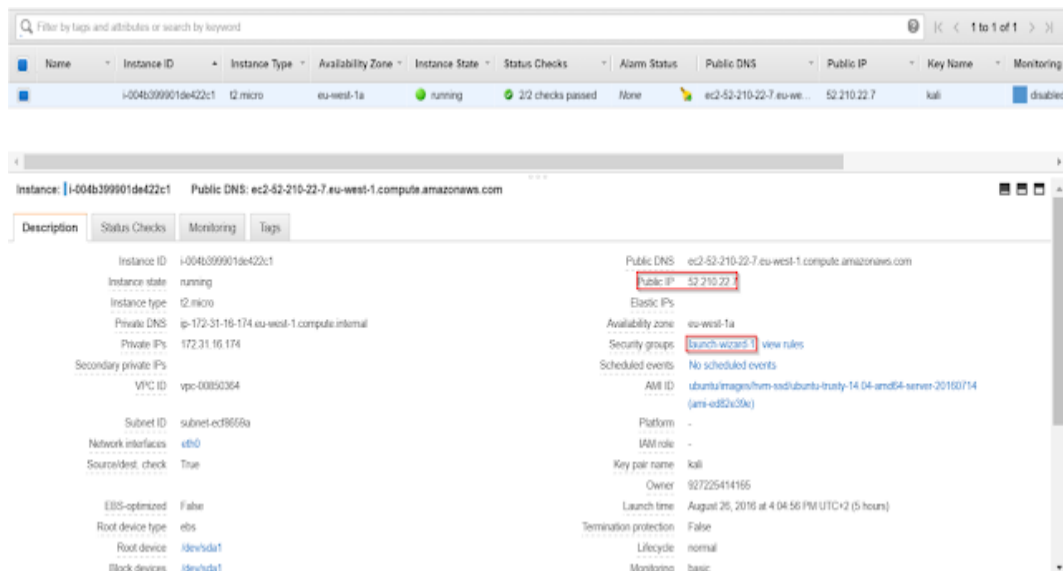 Filter by tags and attributes or search by keyword
1 to 1 of 1
Name Instance ID Instance Type Availability Zone Instance State Status Checks Alarm Status Public DNS Public IP Key Name Monitoring
i-004b399901de422c1 t2.micro eu-west-1a running 2/2 checks passed None ec2-52-210-22-7.eu-we... 52.210.22.7 kali disabled
Instance: i-004b399901de422c1 Public DNS: ec2-52-210-22-7.eu-west-1.compute.amazonaws.com
Description Status Checks Monitoring Tags
Instance ID i-004b399901de422c1 Public DNS ec2-52-210-22-7.eu-west-1.compute.amazonaws.com
Instance state running Public IP 52.210.22.7
Instance type t2.micro Elastic IPs
Private DNS ip-172-31-16-174.eu-west-1.compute.internal Availability zone eu-west-1a
Private IPs 172.31.16.174 Security groups launch-wizard-1 view rules
Secondary private IPs Scheduled events No scheduled events
VPC ID vpc-00850364 AMI ID ubuntu/images/hvm-ssd/ubuntu-trusty-14.04-amd64-server-20160714
(ami-ed82e39e)
Subnet ID subnet-ecf8659a Platform -
Network interfaces eth0 IAM role -
Source/dest. check True Key pair name kali
Owner 927225414165
EBS-optimized False Launch time August 26, 2016 at 4:04:56 PM UTC+2 (5 hours)
Root device type ebs Termination protection False
Root device /dev/sda1 Lifecycle normal
Block devices /dev/sda1 Monitoring basic